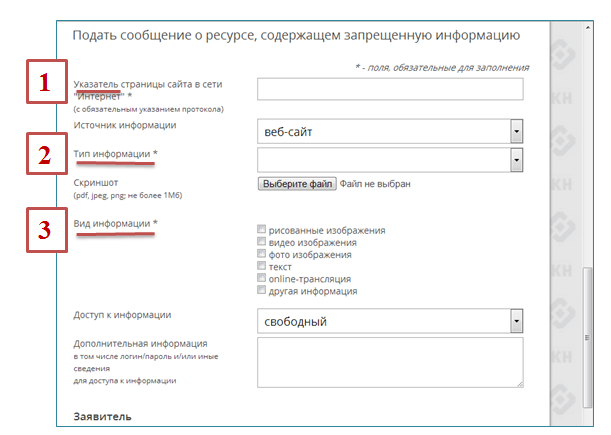 Подать сообщение о ресурсе, содержащем запрещенную информацию
* - поля, обязательные для заполнения
1
Указатель страницы сайта в сети
"Интернет" *
(с обязательным указанием протокола)
Источник информации
веб-сайт
2
Тип информации *
Скриншот
(pdf, jpeg, png; не более 1Мб)
Выберите файл Файл не выбран
3
Вид информации *
рисованные изображения
видео изображения
фото изображения
текст
online-трансляция
другая информация
Доступ к информации
свободный
Дополнительная информация
в том числе логин/пароль и/или иные
сведения
для доступа к информации
Заявитель
КН
КН
КН